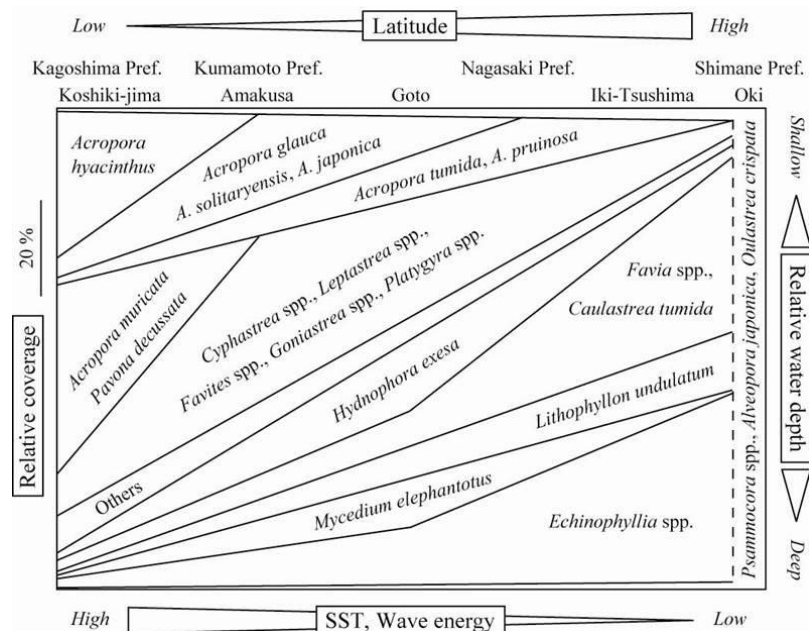 Low Latitude High
Kagoshima Pref. Kumamoto Pref. Nagasaki Pref. Shimane Pref.
Koshiki-jima Amakusa Goto Iki-Tsushima Oki
Acropora
hyacinthus
Acropora glauca
A. solitaryensis, A. japonica
Acropora tumida, A. pruinosa
Acropora muricata
Pavona decussata
Cyphastrea spp., Leptastrea spp.,
Favites spp., Goniastrea spp., Platygyra spp.
Others
Hydnophora exesa
Favia spp.,
Caulastrea tumida
Lithophyllon undulatum
Mycedium elephantotus
Echinophyllia spp.
Psammocora spp., Alveopora japonica, Oulastrea crispata
20 %
Relative coverage
Shallow
Relative water depth
Deep
High SST, Wave energy Low